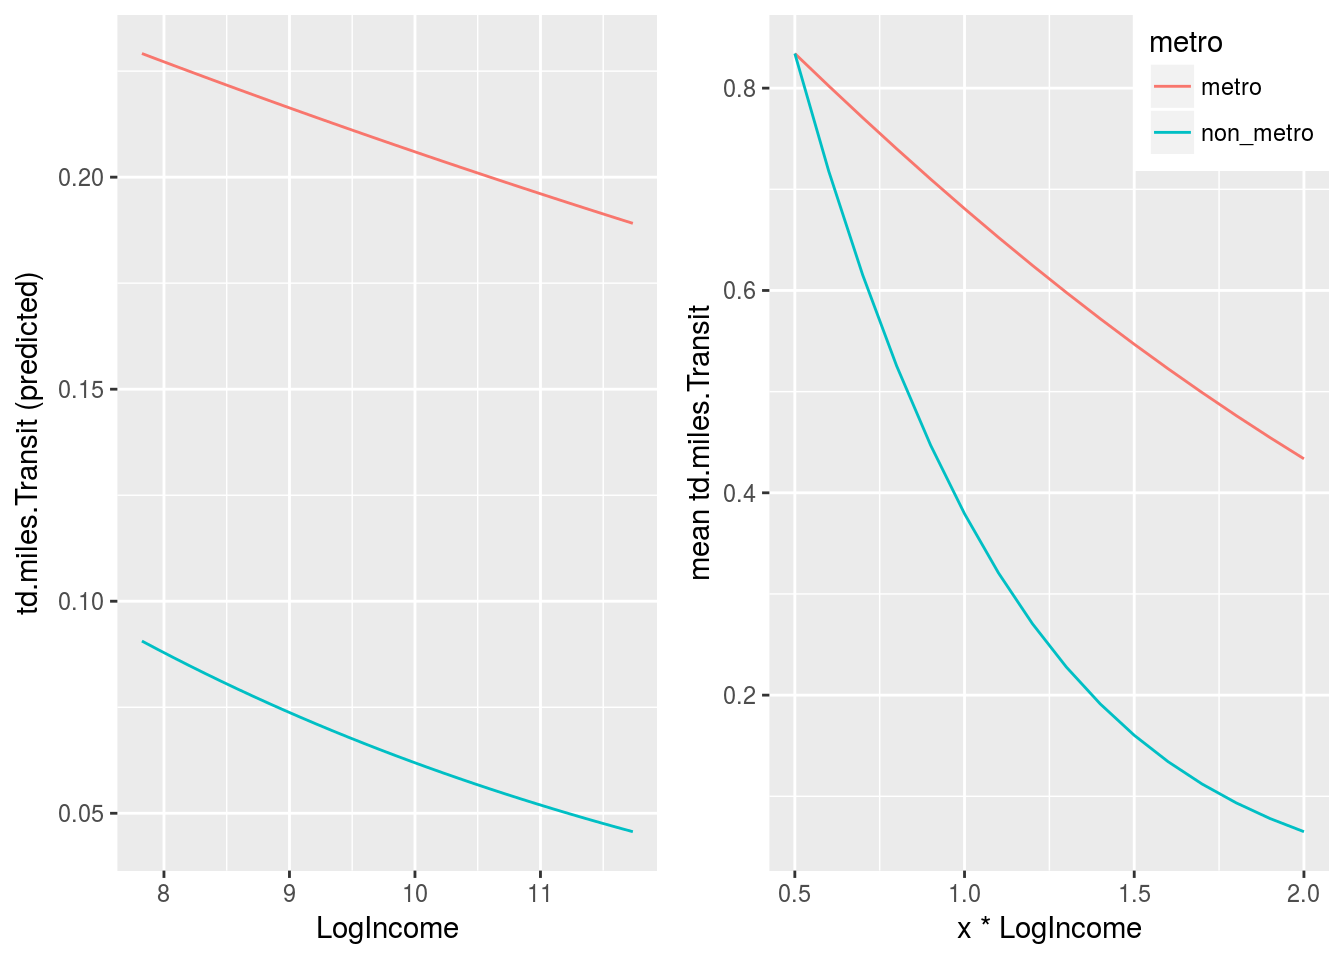 td.miles.Transit (predicted)
0.20
0.15
0.10
0.05
8
9
10
11
LogIncome
mean td.miles.Transit
0.8
0.6
0.4
0.2
0.5
1.0
1.5
2.0
x * LogIncome
metro
metro
non_metro